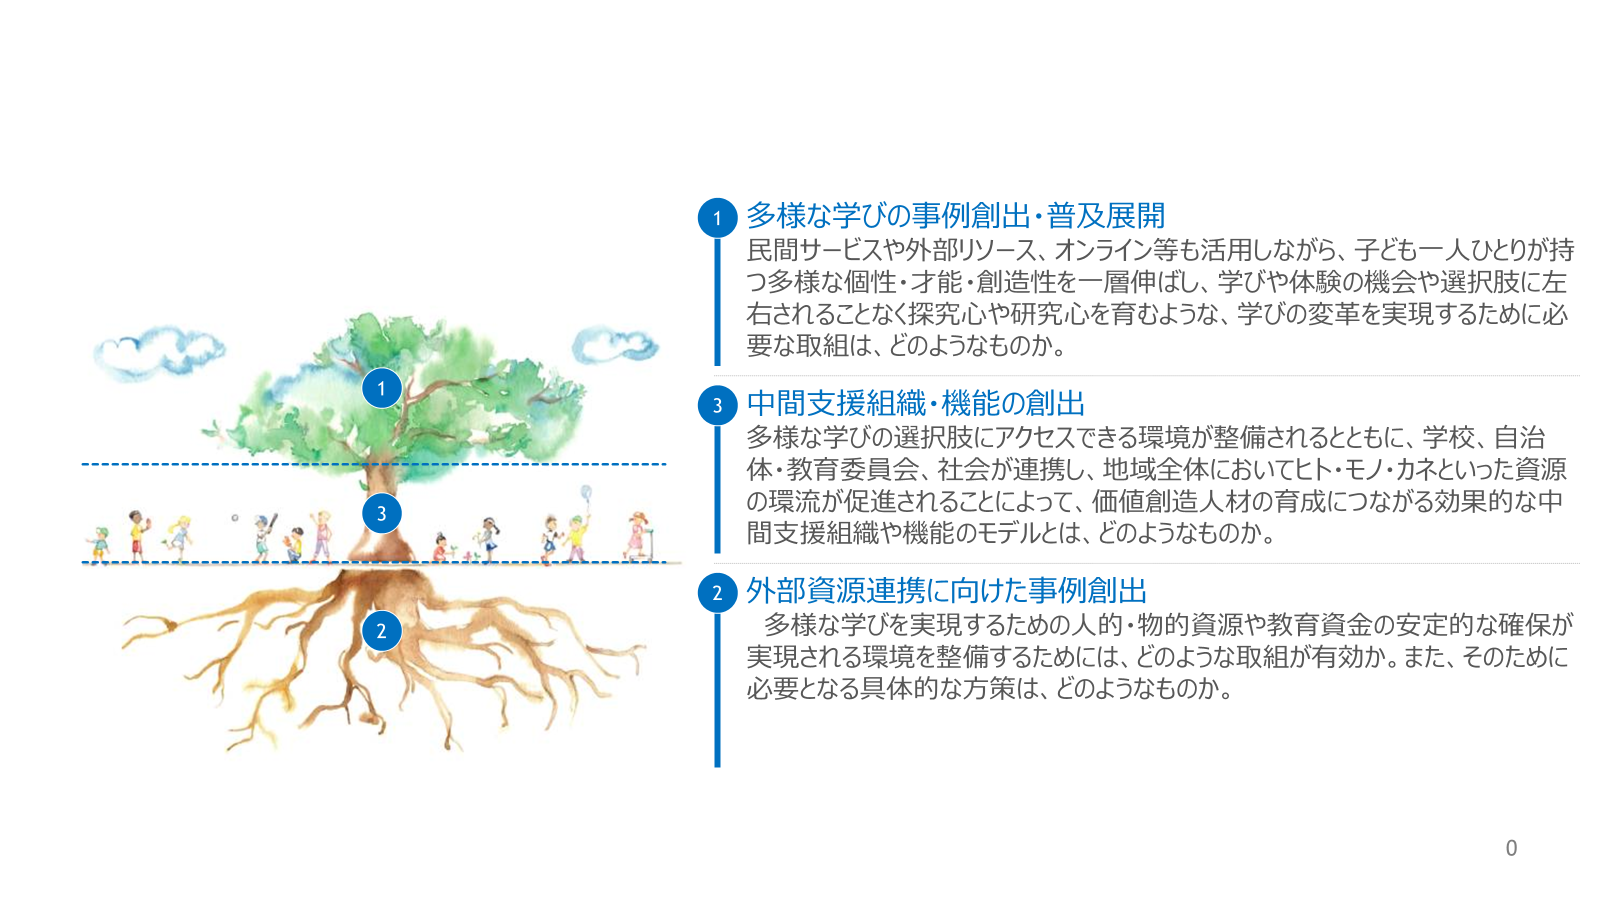 1
3
2
1 多様な学びの事例創出・普及展開
民間サービスや外部リソース、オンライン等も活用しながら、子ども一人ひとりが持
つ多様な個性・才能・創造性を一層伸ばし、学びや体験の機会や選択肢に左
右されることなく探究心や研究心を育むような、学びの変革を実現するために必
要な取組は、どのようなものか。
3 中間支援組織・機能の創出
多様な学びの選択肢にアクセスできる環境が整備されるとともに、学校、自治
体・教育委員会、社会が連携し、地域全体においてヒト・モノ・カネといった資源
の環流が促進されることによって、価値創造人材の育成につながる効果的な中
間支援組織や機能のモデルとは、どのようなものか。
2 外部資源連携に向けた事例創出
多様な学びを実現するための人的・物的資源や教育資金の安定的な確保が
実現される環境を整備するためには、どのような取組が有効か。また、そのために
必要となる具体的な方策は、どのようなものか。
0